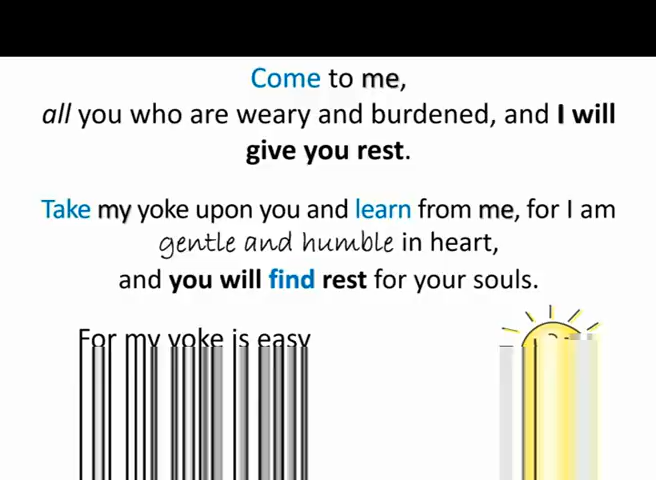 Come to me,
all you who are weary and burdened, and I will
give you rest.
Take my yoke upon you and learn from me, for I am
gentle and humble in heart,
and you will find rest for your souls.
For my yoke is easy